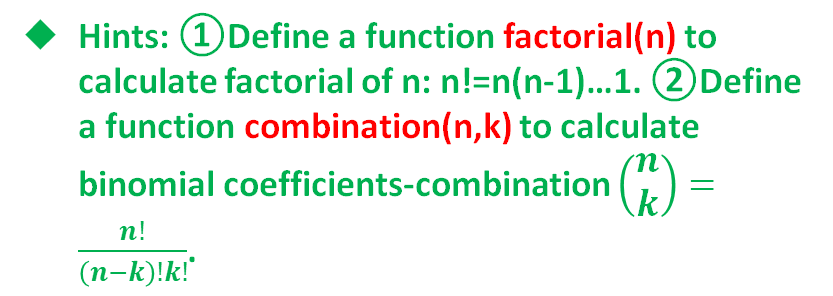 ◆ Hints: ①Define a function factorial(n) to
calculate factorial of n: n!=n(n-1)…1. ②Define
a function combination(n,k) to calculate
binomial coefficients-combination (n k) =
n!/(n−k)!k!.